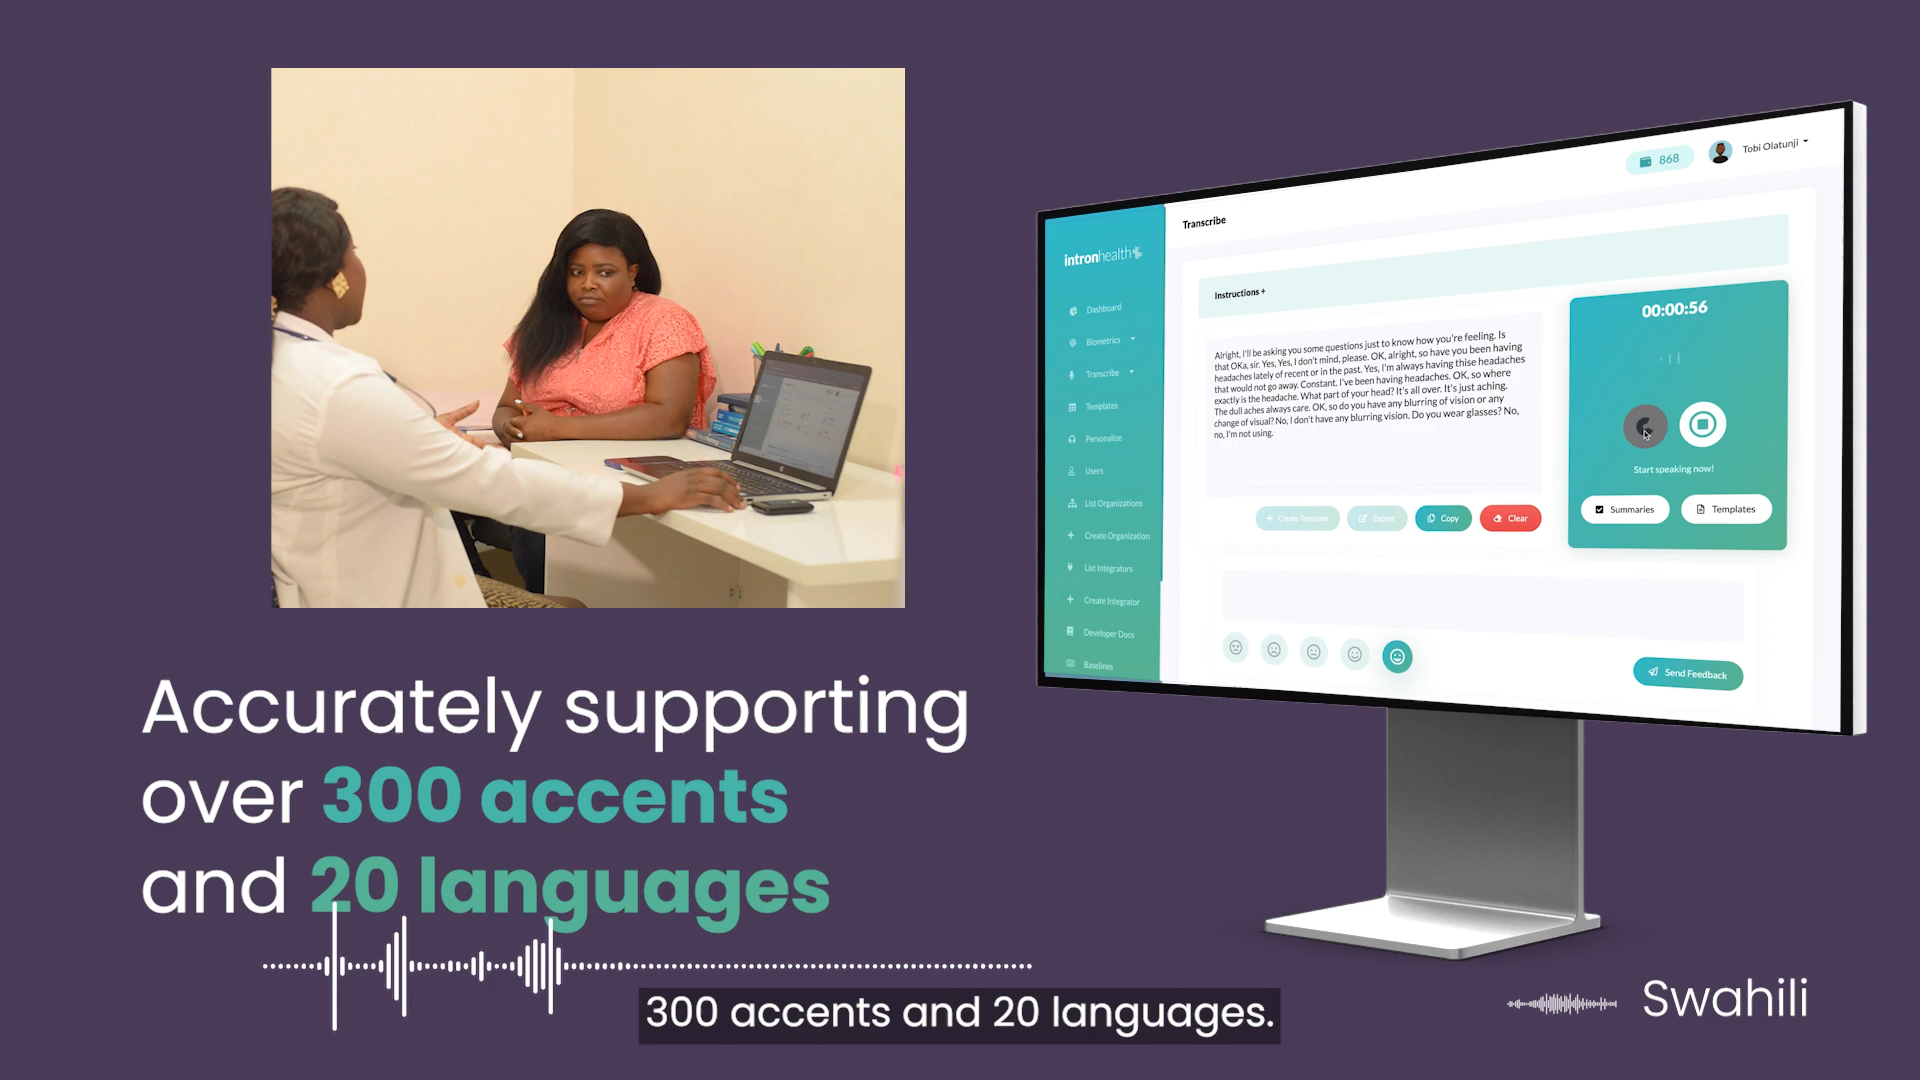 868
Tobi Olatunji
Transcribe
intronhealth
Dashboard
Biometrics
Transcribe
Templates
Personalize
Users
List Organizations
Create Organization
List Integrators
Create Integrator
Developer Docs
Baselines
Instructions +
Alright, I'll be asking you some questions just to know how you're feeling. Is
that OKa, sir. Yes, Yes, I don't mind, please. OK, alright, so have you been having
headaches lately of recent or in the past. Yes, I'm always having thise headaches
that would not go away. Constant. I've been having headaches. OK, so where
exactly is the headache. What part of your head? It's all over. It's just aching.
The dull aches always care. OK, so do you have any blurring of vision or any
change of visual? No, I don't have any blurring vision. Do you wear glasses? No,
no, I'm not using.
Create Template
Export
Copy
Clear
00:00:56
Start speaking now!
Summaries
Templates
Send Feedback
Accurately supporting
over 300 accents
and 20 languages
300 accents and 20 languages.
Swahili